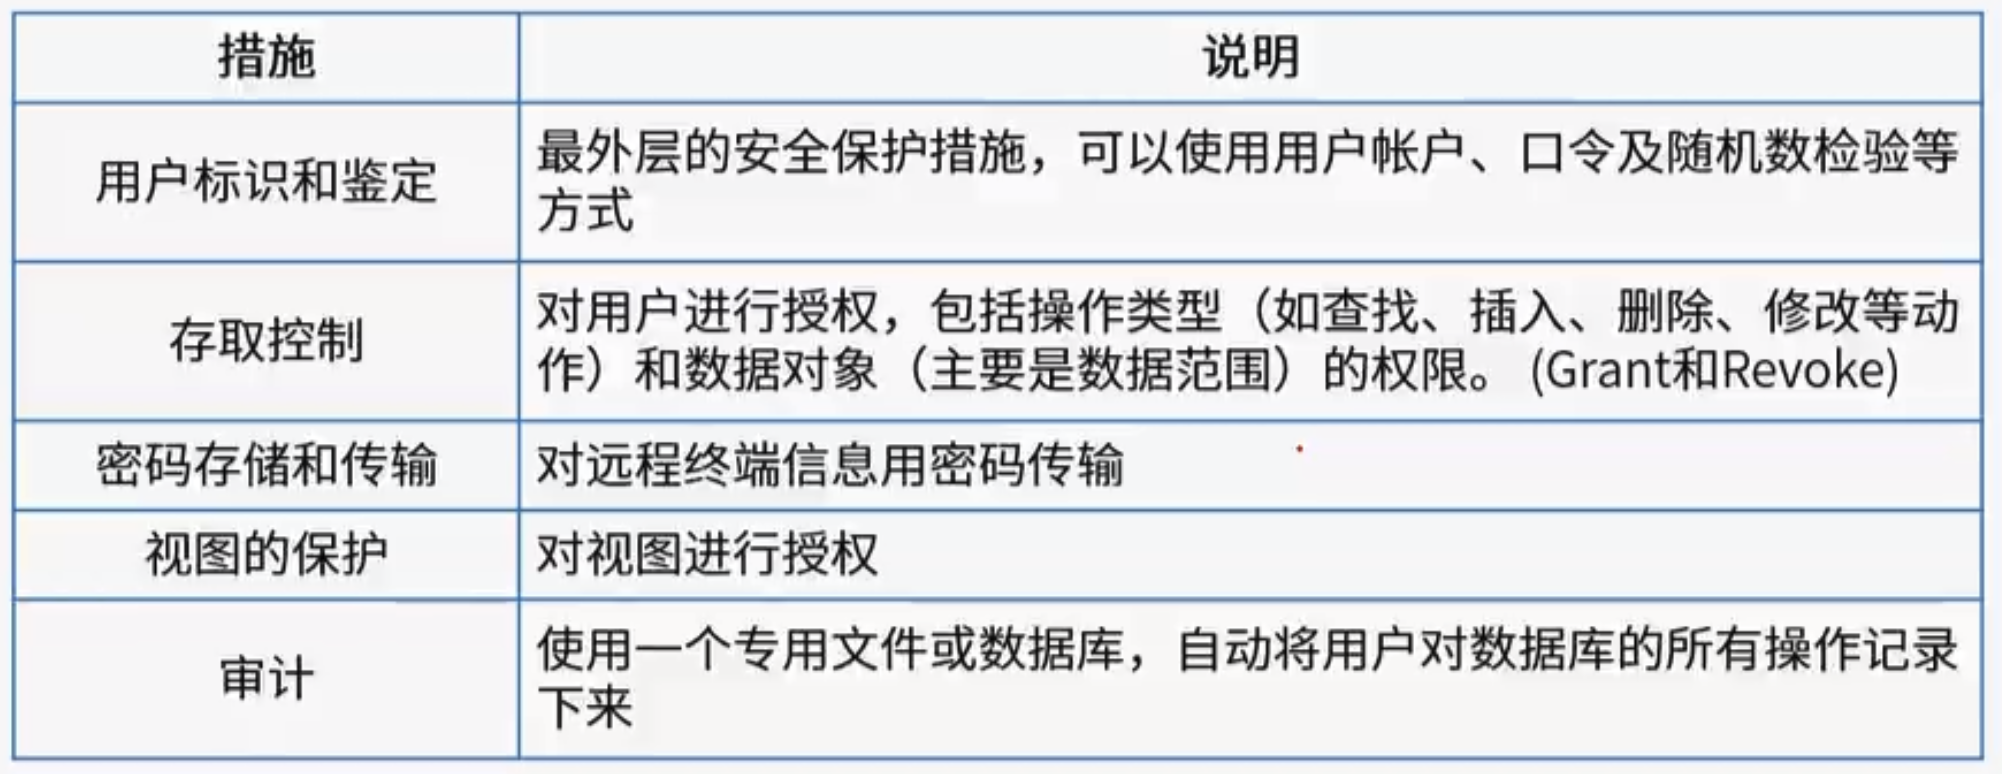 措施
说明
用户标识和鉴定
最外层的安全保护措施，可以使用用户帐户、口令及随机数检验等
方式
存取控制
对用户进行授权，包括操作类型（如查找、插入、删除、修改等动
作）和数据对象（主要是数据范围）的权限。 (Grant和Revoke)
密码存储和传输
对远程终端信息用密码传输
视图的保护
对视图进行授权
审计
使用一个专用文件或数据库，自动将用户对数据库的所有操作记录
下来